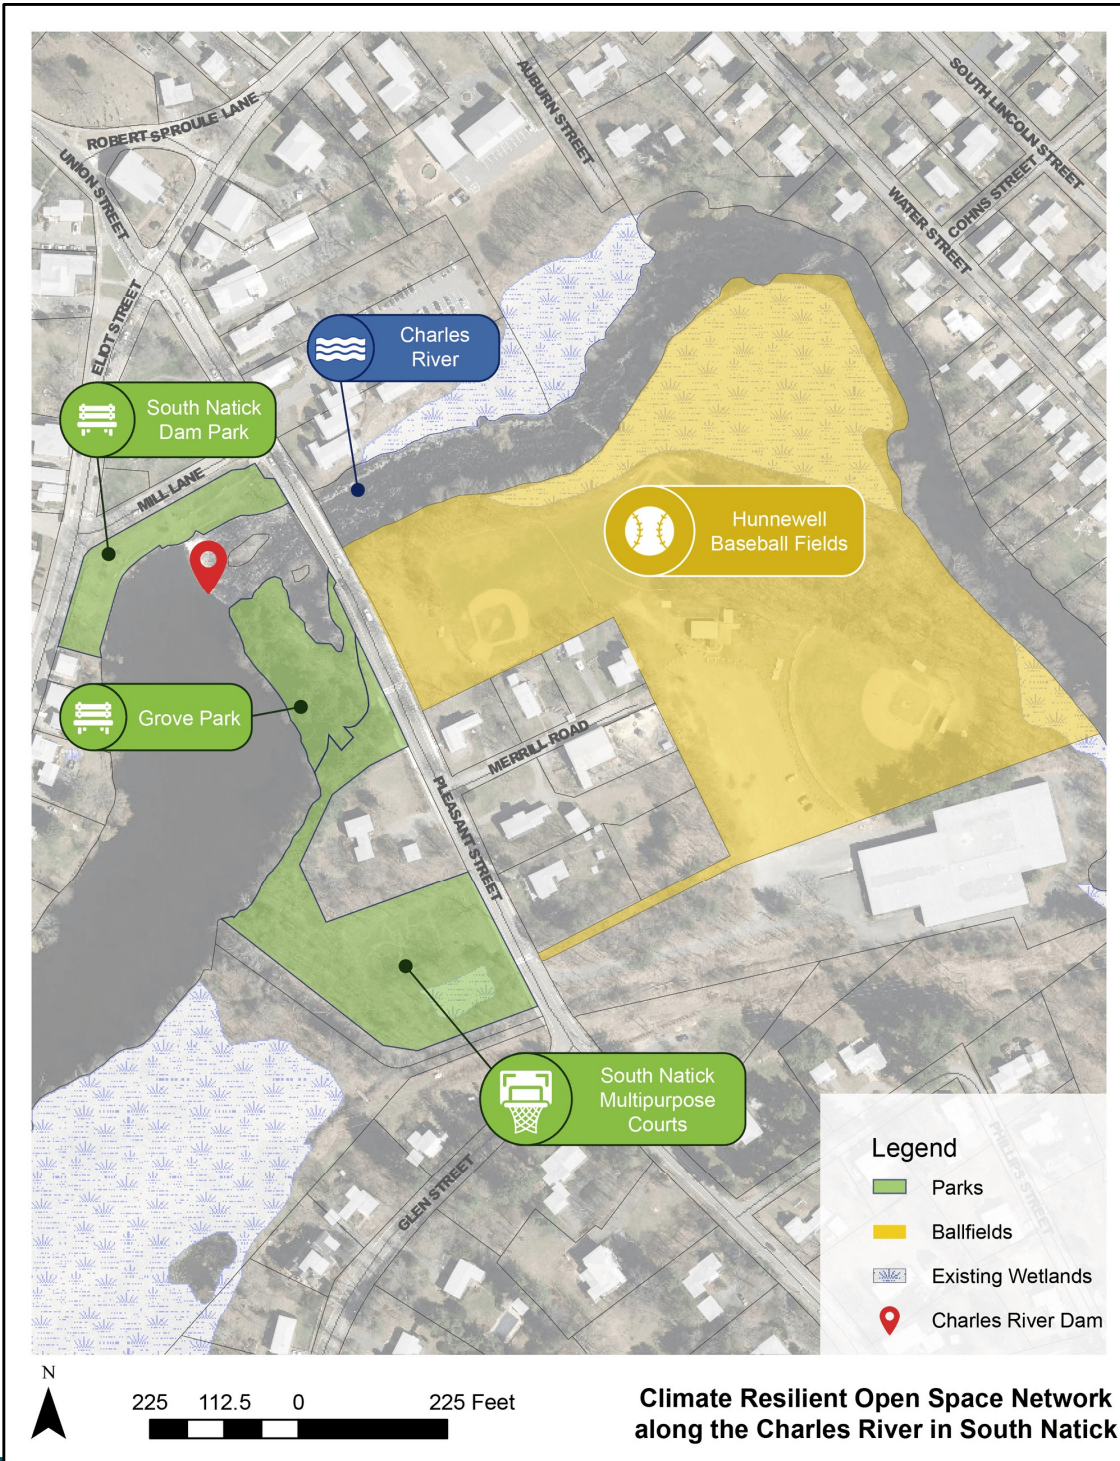 ROBERT SPROULE LANE
UNION STREET
AUBURN STREET
SOUTH LINCOLN STREET
COHNS STREET
WATER STREET
ELIOT STREET
Charles
River
South Natick
Dam Park
MILL LANE
Hunnewell
Baseball Fields
Grove Park
MERRILL ROAD
PLEASANT STREET
South Natick
Multipurpose
Courts
GLEN STREET
Legend
Parks
Ballfields
Existing Wetlands
Charles River Dam
N
225 112.5 0 225 Feet
Climate Resilient Open Space Network
along the Charles River in South Natick